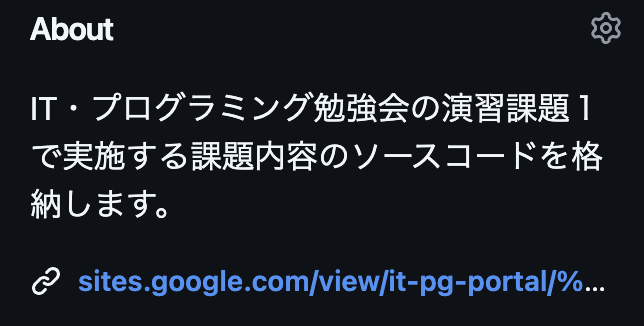 About
IT・プログラミング勉強会の演習課題１
で実施する課題内容のソースコードを格
納します。
sites.google.com/view/it-pg-portal/%...